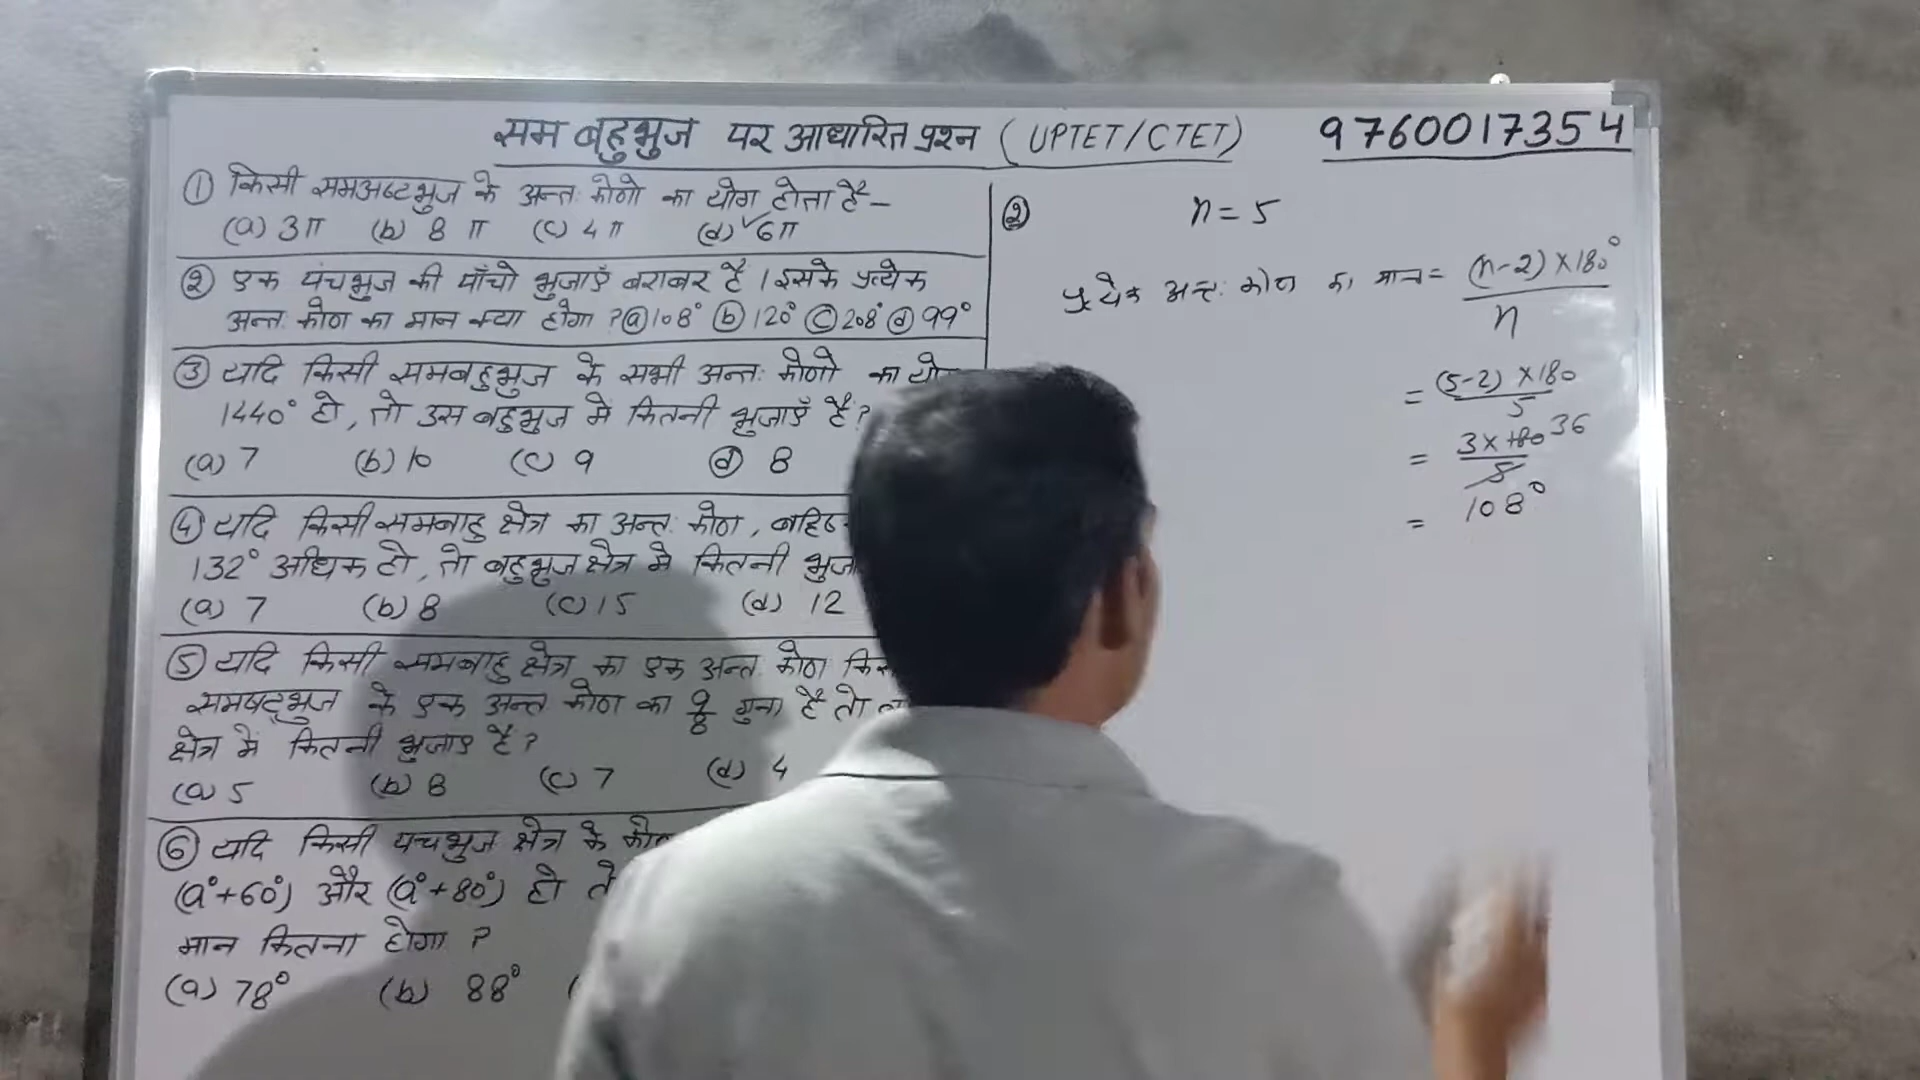 सम बहुभुज पर आधारित प्रश्न (UPTET/CTET) 9760017354
① किसी समअष्टभुज के अन्तः कोणो का योग होता है-
(a) 3π (b) 8π (c) 4π (d) ✓6π
② एक पंचभुज की पाँचो भुजाएँ बराबर है । इसके प्रत्येक
अन्तः कोण का मान क्या होगा ? ⓐ 108° ⓑ 120° ⓒ 208° ⓓ 99°
③ यदि किसी समबहुभुज के सभी अन्तः कोणो का
1440° हो, तो उस बहुभुज में कितनी भुजाएँ है?
(a) 7 (b) 10 (c) 9 ⓓ 8
④ यदि किसी समबाहु क्षेत्र का अन्तः कोण,
132° अधिक हो, तो बहुभुज क्षेत्र मे कितनी
(a) 7 (b) 8 (c) 15 (d) 12
⑤ यदि किसी समबाहु क्षेत्र का एक अन्तः कोण
समषट्भुज के एक अन्तः कोण का 9/8 गुना है तो
क्षेत्र में कितनी भुजाए है?
(a) 5 (b) 8 (c) 7 (d) 4
⑥ यदि किसी पंचभुज क्षेत्र के
(a°+60°) और (a°+80°) हो
मान कितना होगा ?
(a) 78° (b) 88° (
② n = 5
प्रत्येक अन्तः कोण का मान = (n-2) × 180° / n
= (5-2) × 180 / 5
= 3 × 180 36 / 5
= 108°